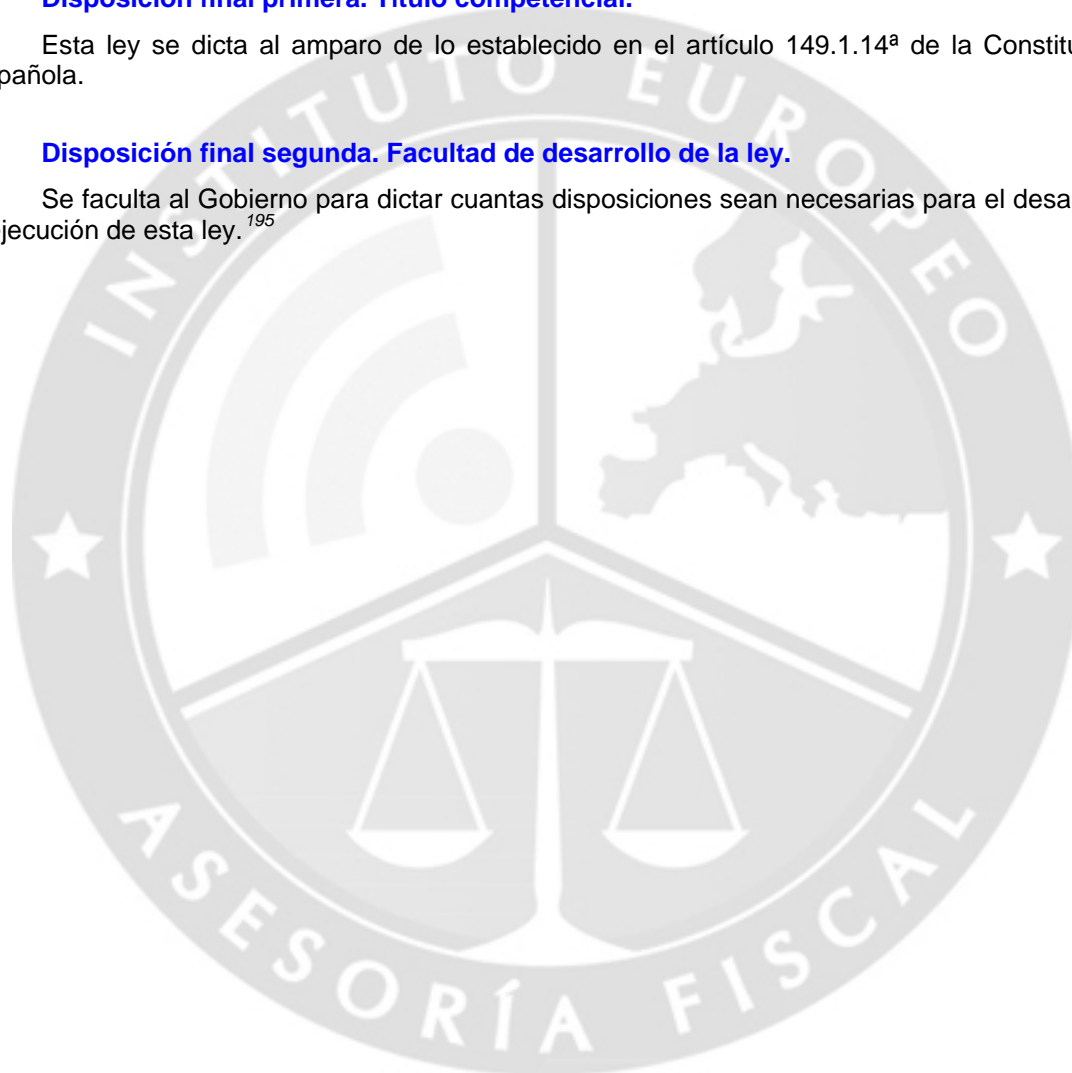 Disposición final primera. Título competencial.
Esta ley se dicta al amparo de lo establecido en el artículo 149.1.14ª de la Constitu
pañola.
Disposición final segunda. Facultad de desarrollo de la ley.
Se faculta al Gobierno para dictar cuantas disposiciones sean necesarias para el desa
ejecución de esta ley. 195
INSTITUTO EUROPEO
ASESORÍA FISCAL